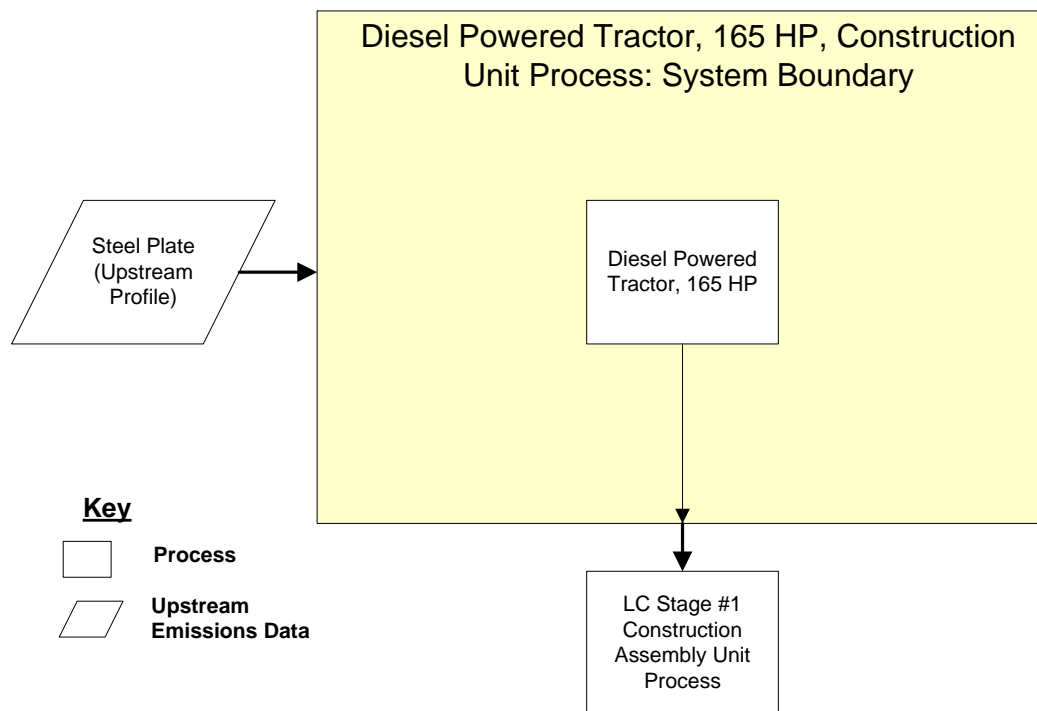 Diesel Powered Tractor, 165 HP, Construction
Unit Process: System Boundary
Steel Plate
(Upstream
Profile)
Diesel Powered
Tractor, 165 HP
Key
Process
Upstream
Emissions Data
LC Stage #1
Construction
Assembly Unit
Process